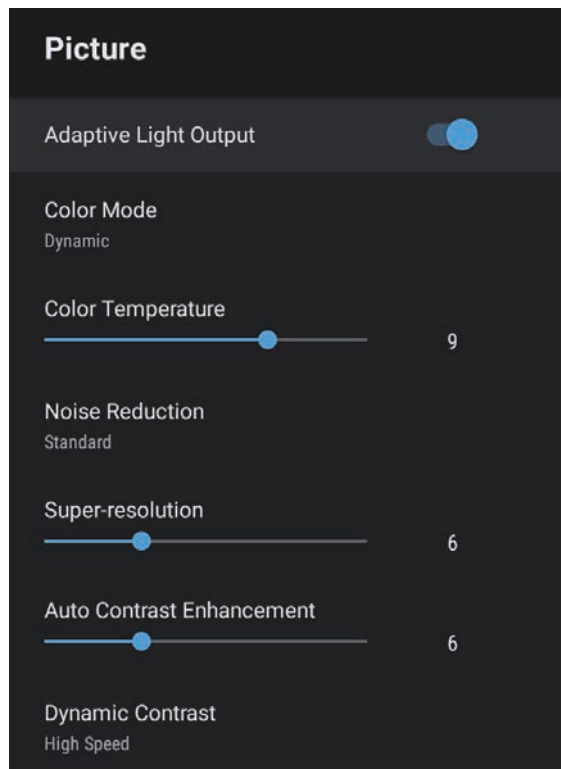 Picture
Adaptive Light Output
Color Mode
Dynamic
Color Temperature
9
Noise Reduction
Standard
Super-resolution
6
Auto Contrast Enhancement
6
Dynamic Contrast
High Speed